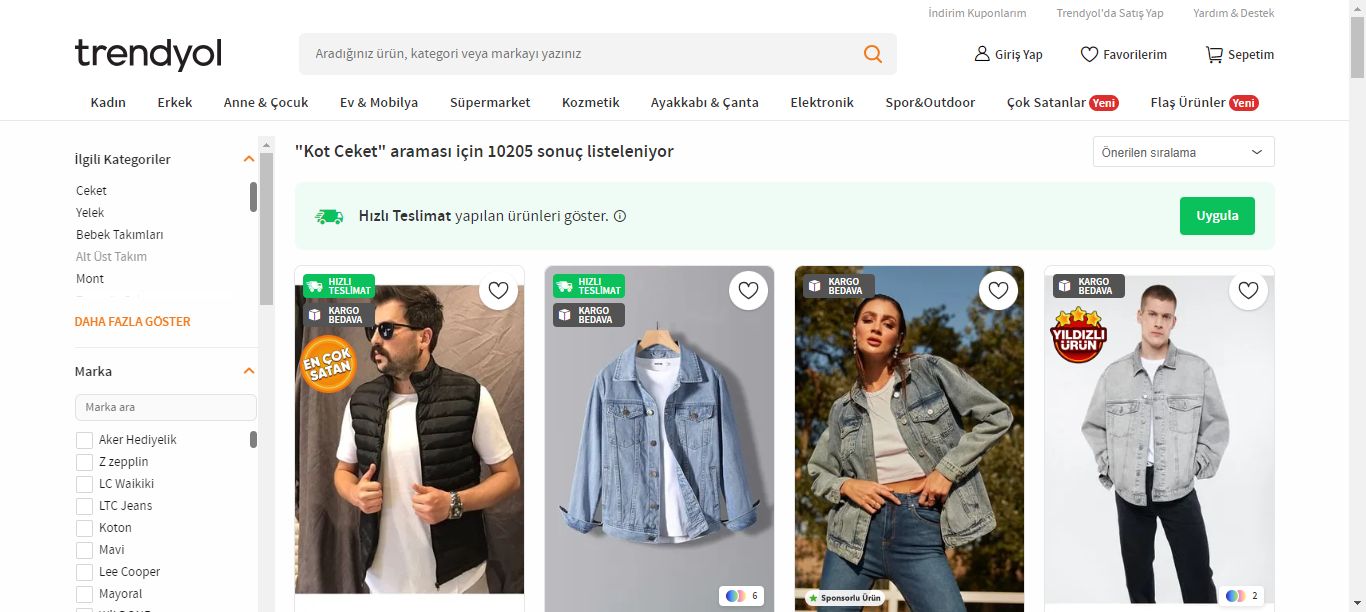 İndirim Kuponlarım
Trendyol'da Satış Yap
Yardım & Destek
trendyol
Aradığınız ürün, kategori veya markayı yazınız
Giriş Yap
Favorilerim
Sepetim
Kadın
Erkek
Anne & Çocuk
Ev & Mobilya
Süpermarket
Kozmetik
Ayakkabı & Çanta
Elektronik
Spor&Outdoor
Çok Satanlar Yeni
Flaş Ürünler Yeni
İlgili Kategoriler
Ceket
Yelek
Bebek Takımları
Alt Üst Takım
Mont
DAHA FAZLA GÖSTER
Marka
Marka ara
Aker Hediyelik
Z zepplin
LC Waikiki
LTC Jeans
Koton
Mavi
Lee Cooper
Mayoral
"Kot Ceket" araması için 10205 sonuç listeleniyor
Önerilen sıralama
Hızlı Teslimat yapılan ürünleri göster.
Uygula
HIZLI
TESLİMAT
KARGO
BEDAVA
EN ÇOK
SATAN
HIZLI
TESLİMAT
KARGO
BEDAVA
6
KARGO
BEDAVA
Sponsorlu Ürün
KARGO
BEDAVA
YILDIZLI
ÜRÜN
2